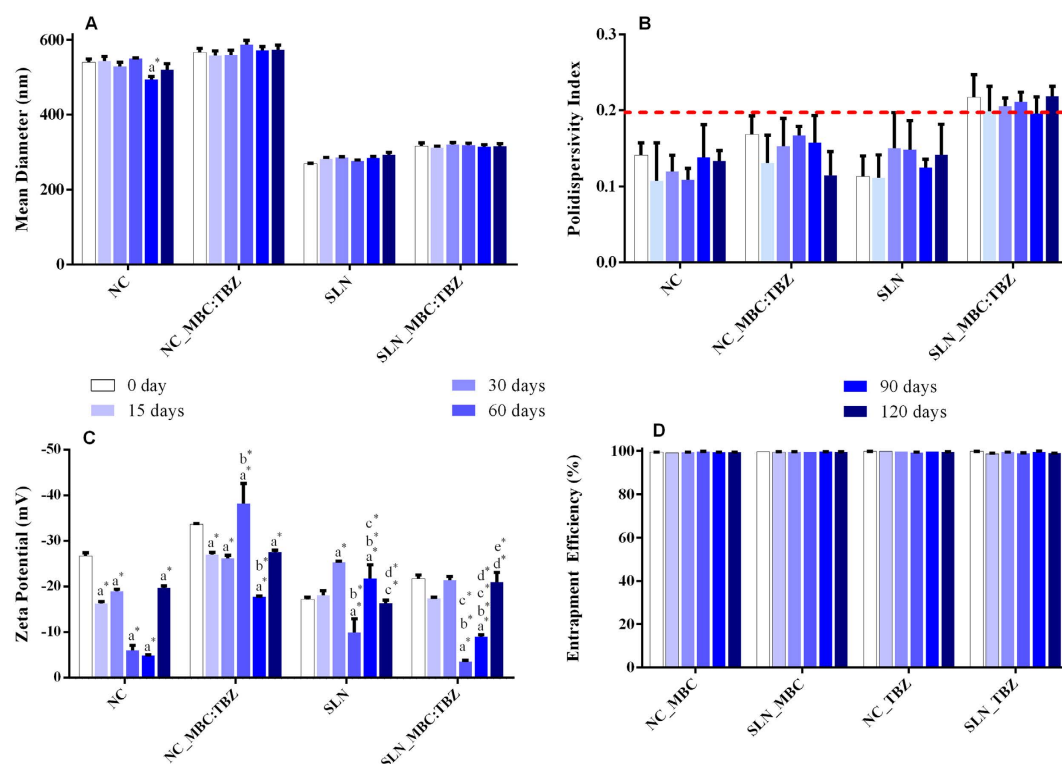 A
Mean Diameter (nm)
600
400
200
0
a*
NC
NC_MBC:TBZ
SLN
SLN_MBC:TBZ
B
Polidispersivity Index
0.3
0.2
0.1
0.0
NC
NC_MBC:TBZ
SLN
SLN_MBC:TBZ
0 day
15 days
30 days
60 days
90 days
120 days
C
Zeta Potential (mV)
-50
-40
-30
-20
-10
0
a*
a*
a*
a*
a*
a*
a*
b*
a*
b*
a*
a*
a*
b*
a*
c*
b*
a*
d*
c*
c*
b*
a*
d*
c*
b*
a*
e*
d*
NC
NC_MBC:TBZ
SLN
SLN_MBC:TBZ
D
Entrapment Efficiency (%)
100
80
60
40
20
0
NC_MBC
SLN_MBC
NC_TBZ
SLN_TBZ